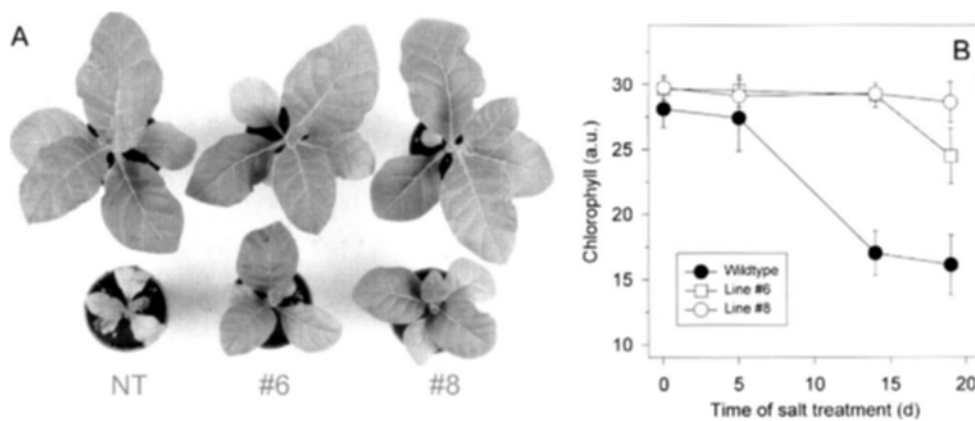 A
NT #6 #8
B
Chlorophyll (a.u.)
30
25
20
15
10
Wildtype
Line #6
Line #8
0 5 10 15 20
Time of salt treatment (d)